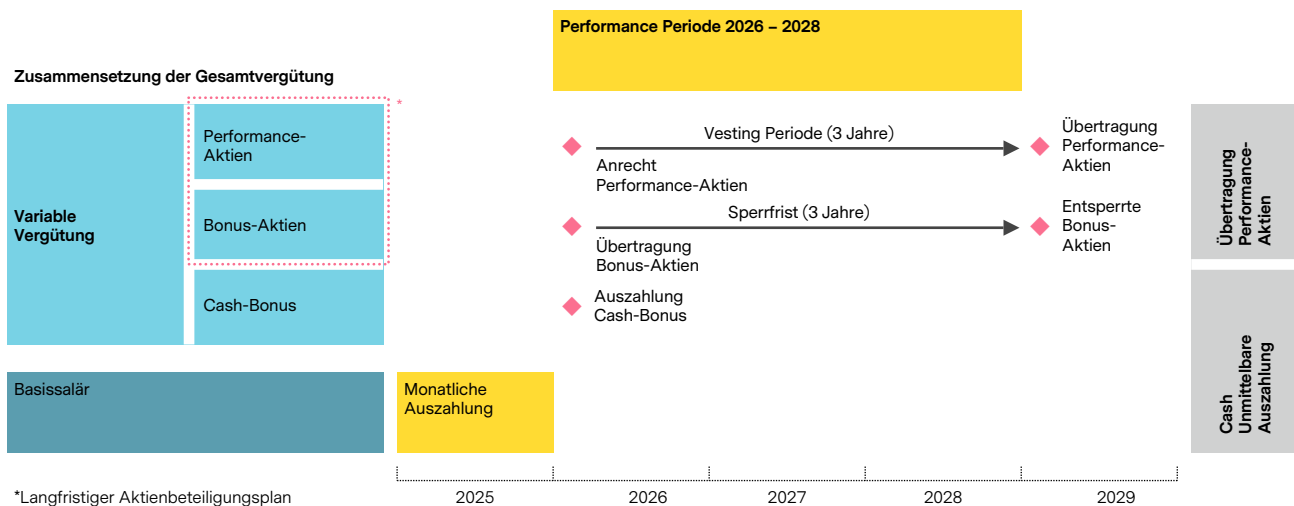 Performance Periode 2026 – 2028
Zusammensetzung der Gesamtvergütung
*
Variable
Vergütung
Performance-
Aktien
Bonus-Aktien
Cash-Bonus
Vesting Periode (3 Jahre)
Anrecht
Performance-Aktien
Übertragung
Performance-
Aktien
Sperrfrist (3 Jahre)
Übertragung
Bonus-Aktien
Entsperrte
Bonus-
Aktien
Auszahlung
Cash-Bonus
Übertragung
Performance-
Aktien
Basissalär
Monatliche
Auszahlung
Cash
Unmittelbare
Auszahlung
*Langfristiger Aktienbeteiligungsplan
2025
2026
2027
2028
2029